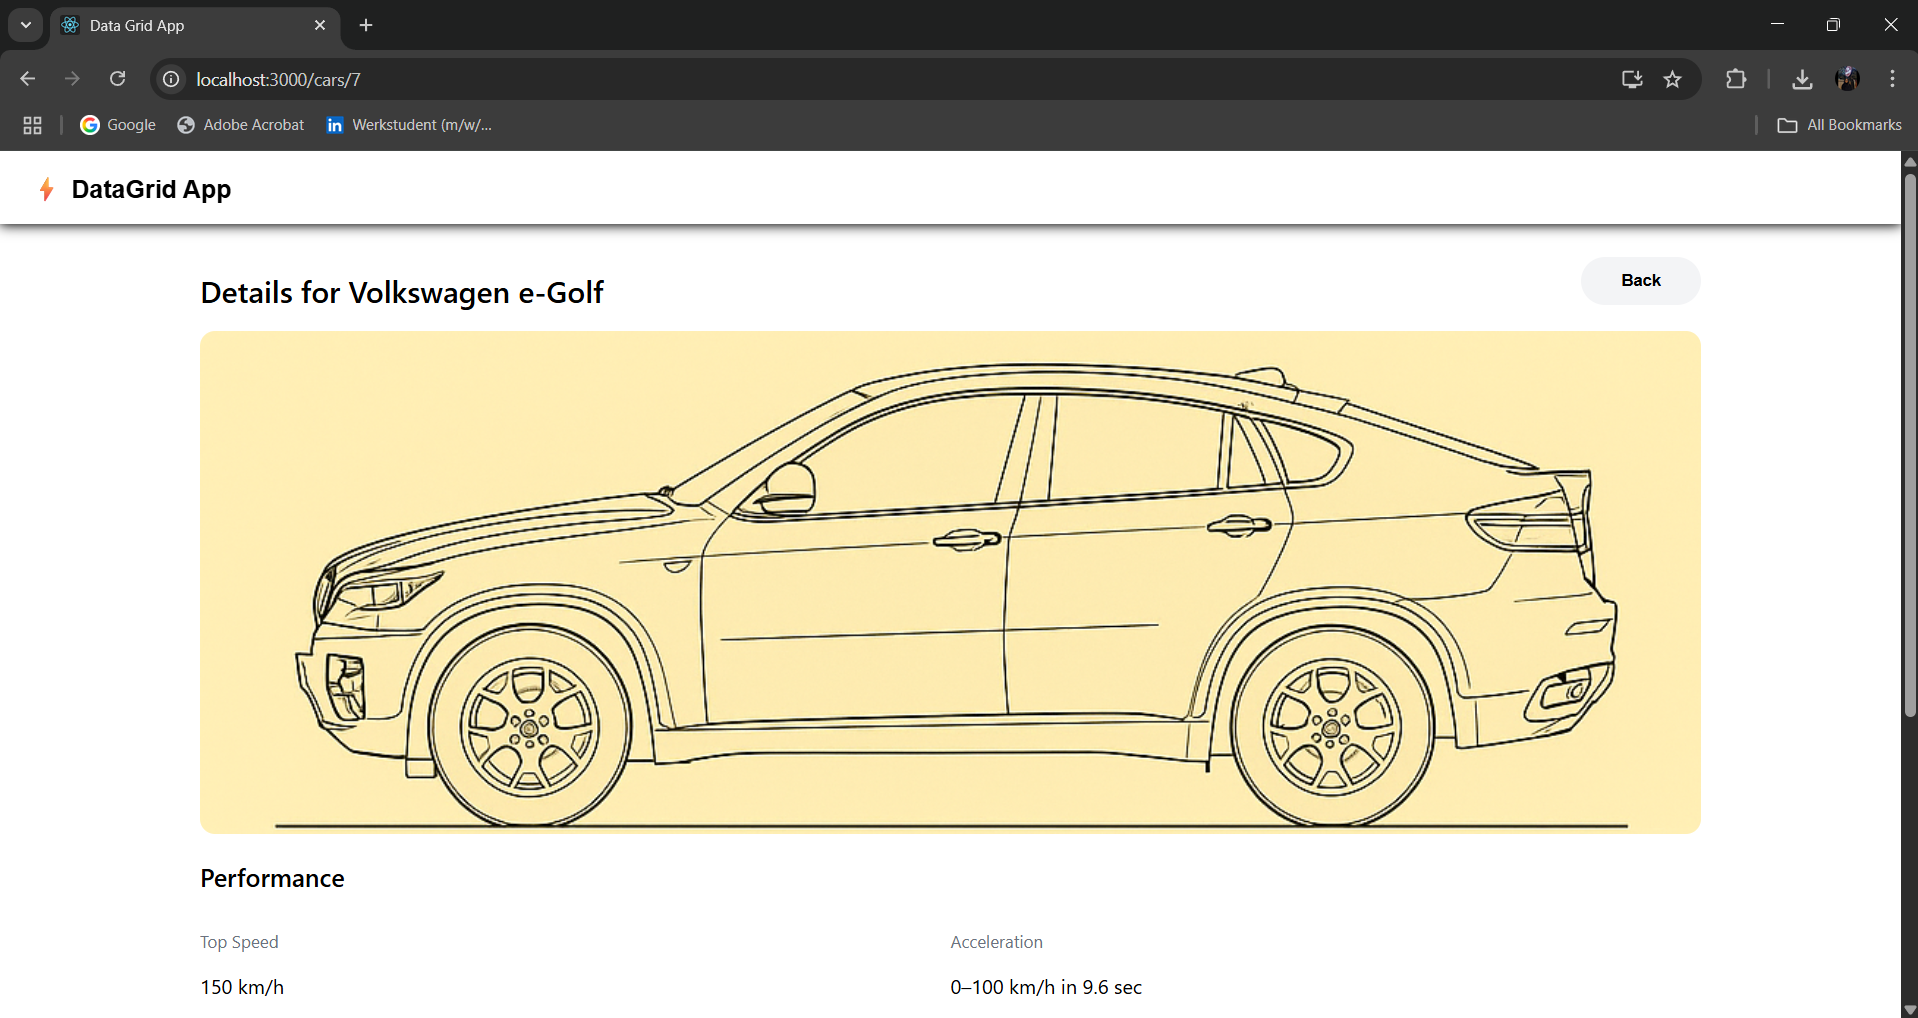 Data Grid App
localhost:3000/cars/7
Google
Adobe Acrobat
in
Werkstudent (m/w/...
All Bookmarks
DataGrid App
Details for Volkswagen e-Golf
Back
Performance
Top Speed
Acceleration
150 km/h
0–100 km/h in 9.6 sec